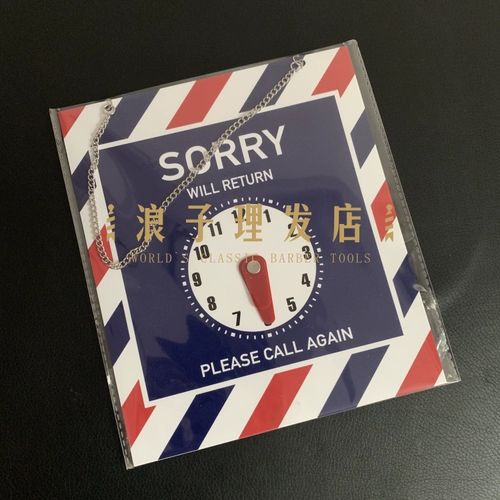 SORRY
WILL RETURN
浪子理发店
WORLD'S CLASSIC BARBER TOOLS
11 12 1
10 2
9 3
8 4
7 5
PLEASE CALL AGAIN